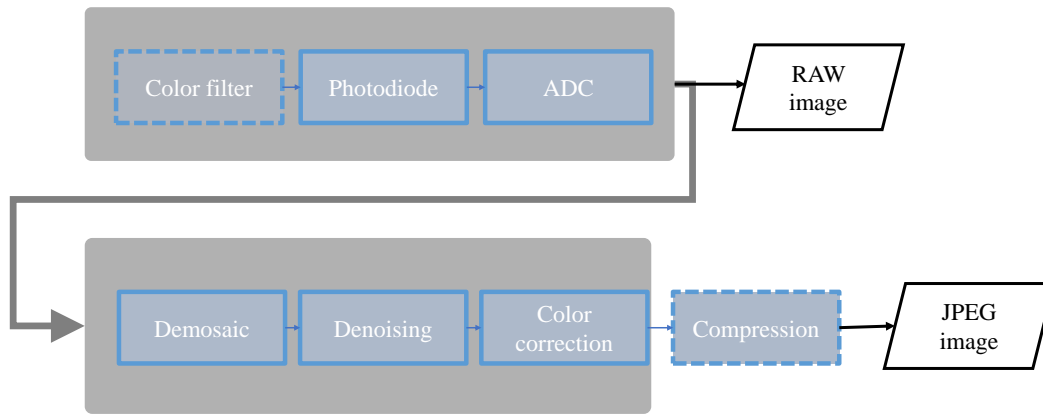 Color filter
Photodiode
ADC
RAW
image
Demosaic
Denoising
Color
correction
Compression
JPEG
image